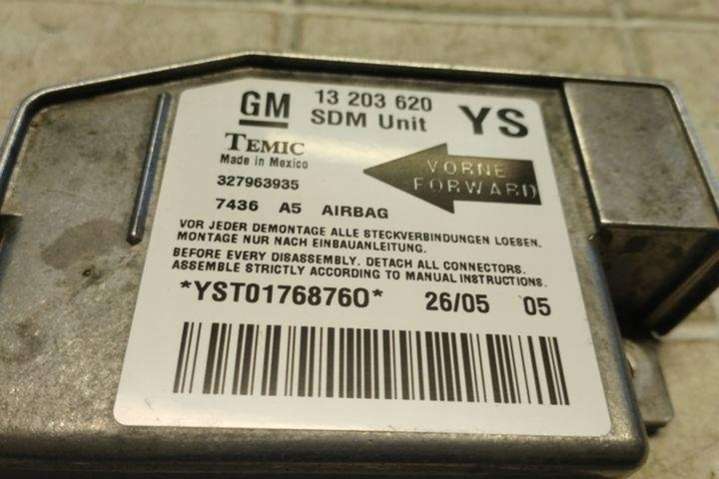 GM 13 203 620 YS
SDM Unit
TEMIC
Made in Mexico
VORNE
FORWARD
327963935
7436 A5 AIRBAG
VOR JEDER DEMONTAGE ALLE STECKVERBINDUNGEN LOESEN.
MONTAGE NUR NACH EINBAUANLEITUNG.
BEFORE EVERY DISASSEMBLY. DETACH ALL CONNECTORS.
ASSEMBLE STRICTLY ACCORDING TO MANUAL INSTRUCTIONS.
*YST01768760* 26/05 05